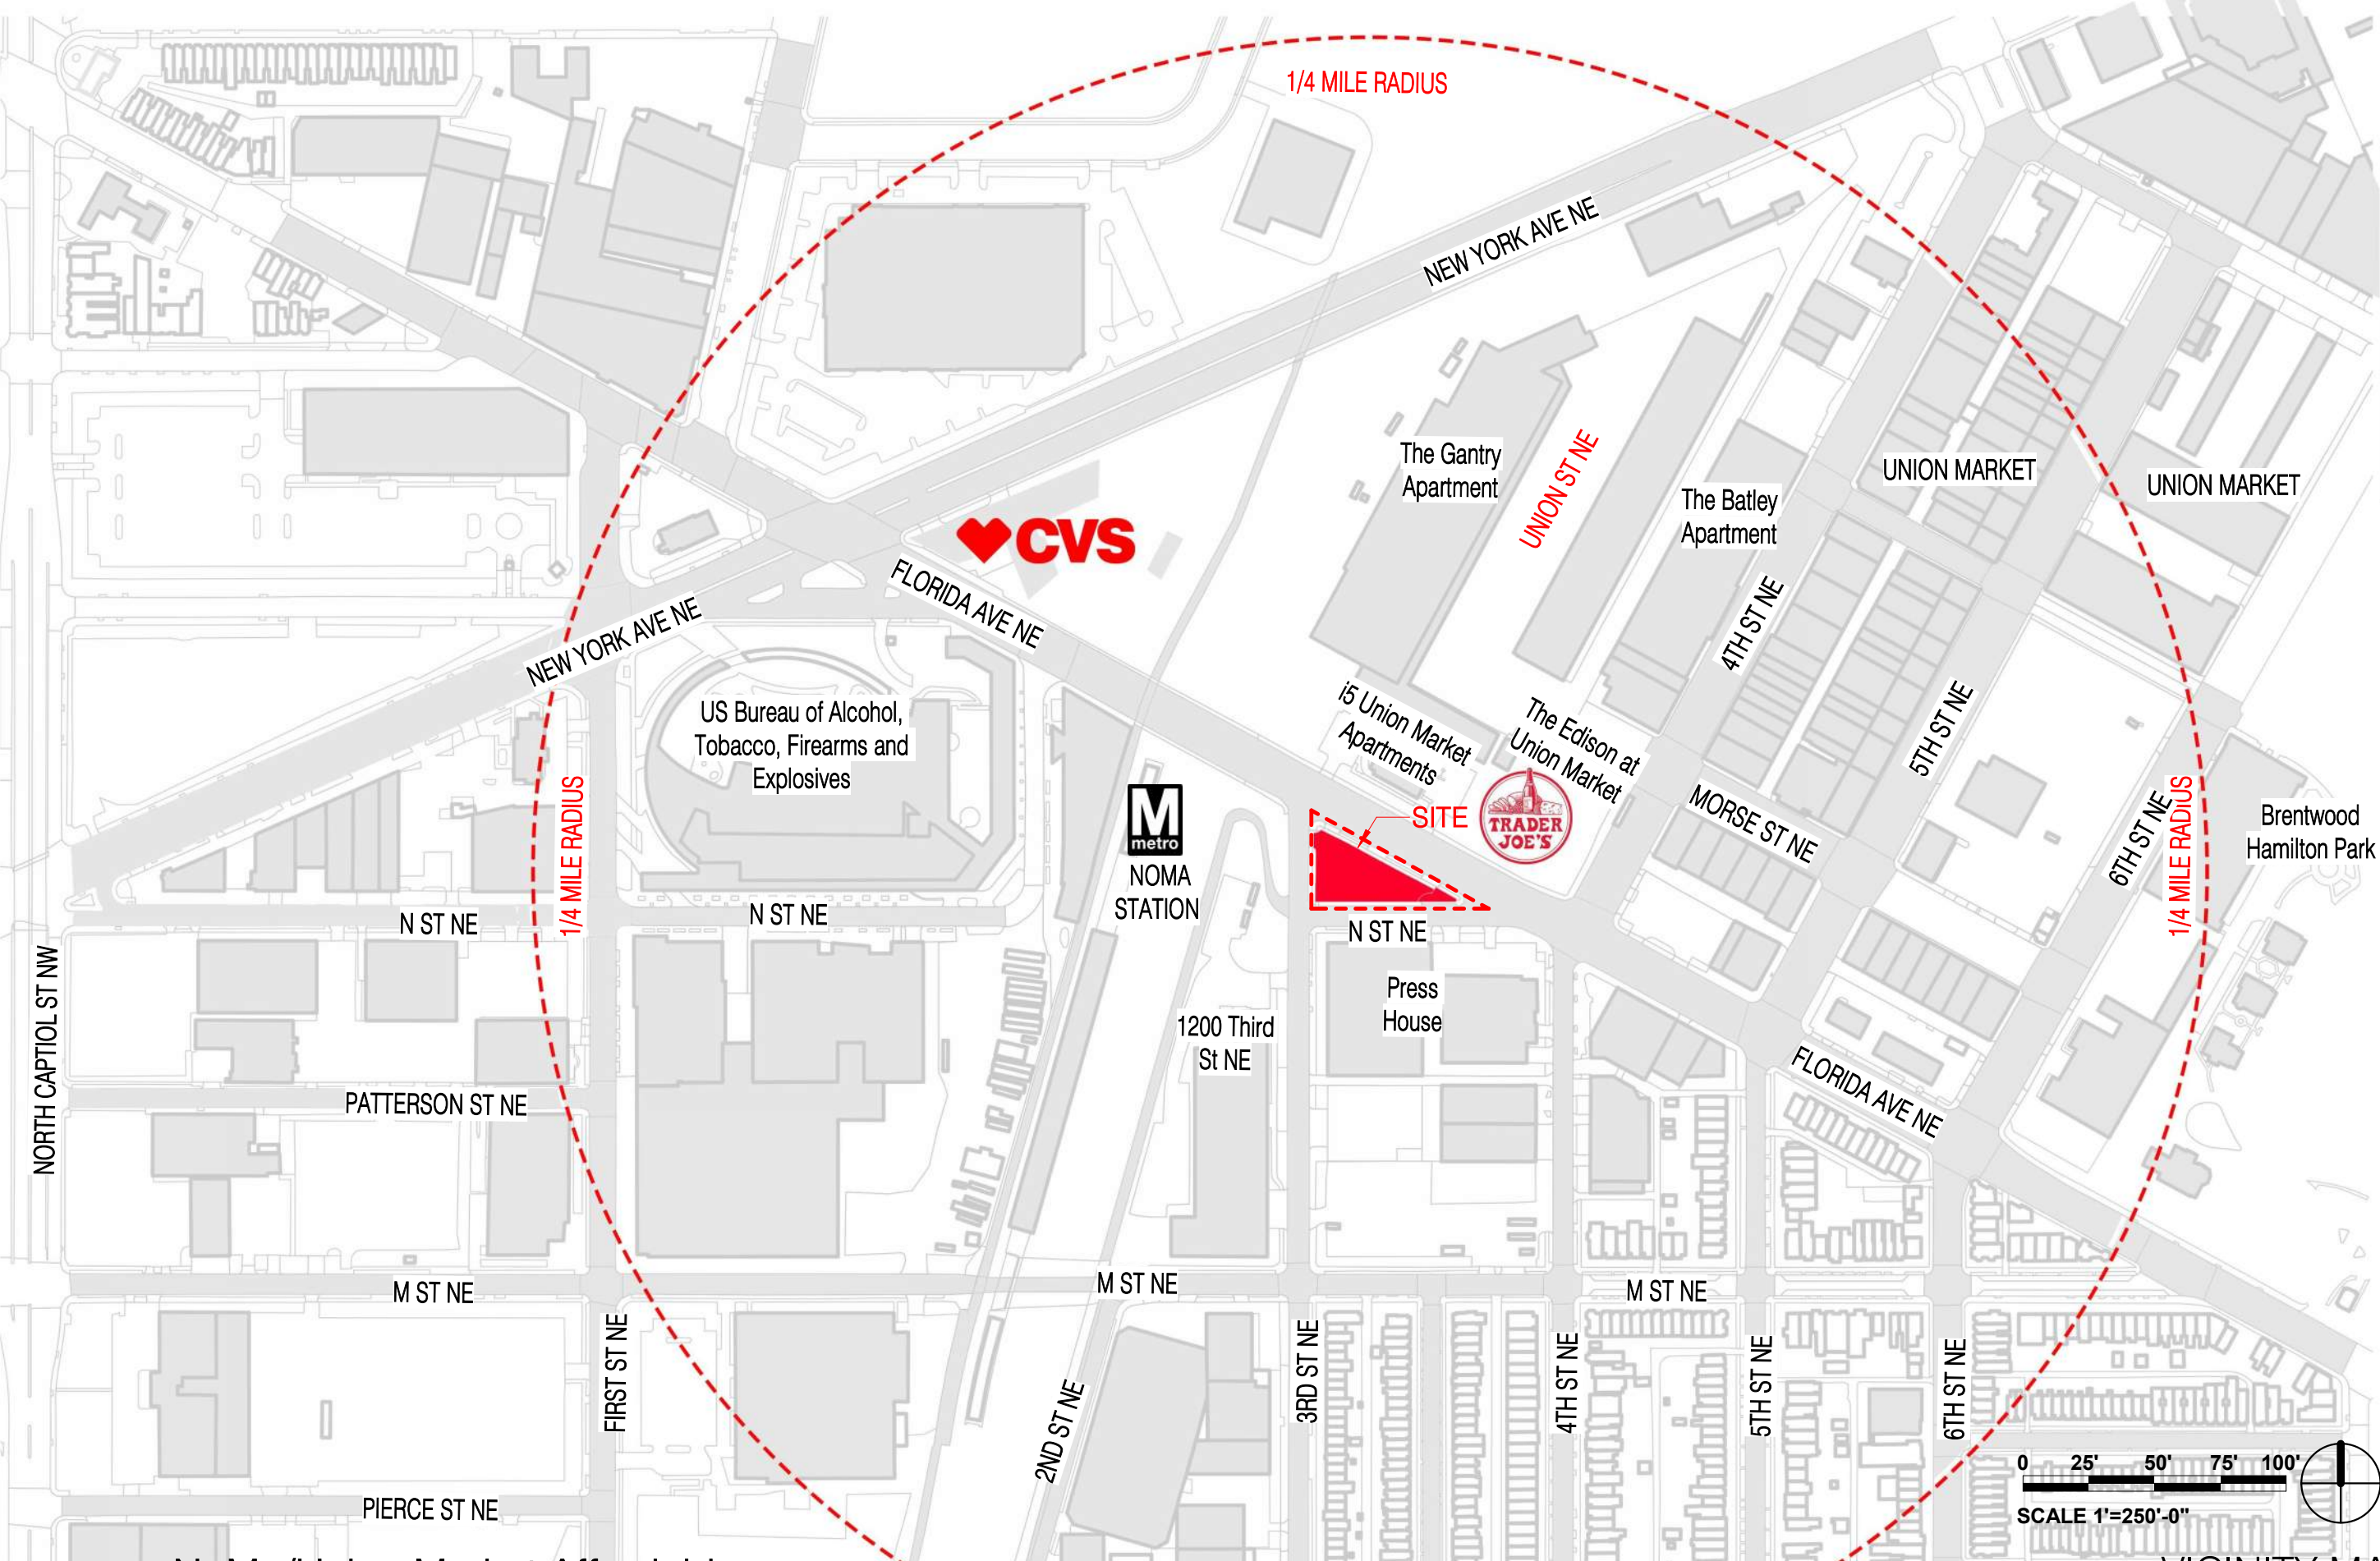 1/4 MILE RADIUS
NEW YORK AVE NE
The Gantry
Apartment
UNION ST NE
The Batley
Apartment
UNION MARKET
UNION MARKET
CVS
FLORIDA AVE NE
NEW YORK AVE NE
4TH ST NE
5TH ST NE
US Bureau of Alcohol,
Tobacco, Firearms and
Explosives
i5 Union Market
Apartments
The Edison at
Union Market
M
metro
NOMA
STATION
SITE
TRADER
JOE'S
MORSE ST NE
6TH ST NE
1/4 MILE RADIUS
Brentwood
Hamilton Park
1/4 MILE RADIUS
N ST NE
N ST NE
N ST NE
NORTH CAPTIOL ST NW
Press
House
1200 Third
St NE
PATTERSON ST NE
FLORIDA AVE NE
M ST NE
M ST NE
M ST NE
FIRST ST NE
2ND ST NE
3RD ST NE
4TH ST NE
5TH ST NE
6TH ST NE
PIERCE ST NE
0 25' 50' 75' 100'
SCALE 1'=250'-0"